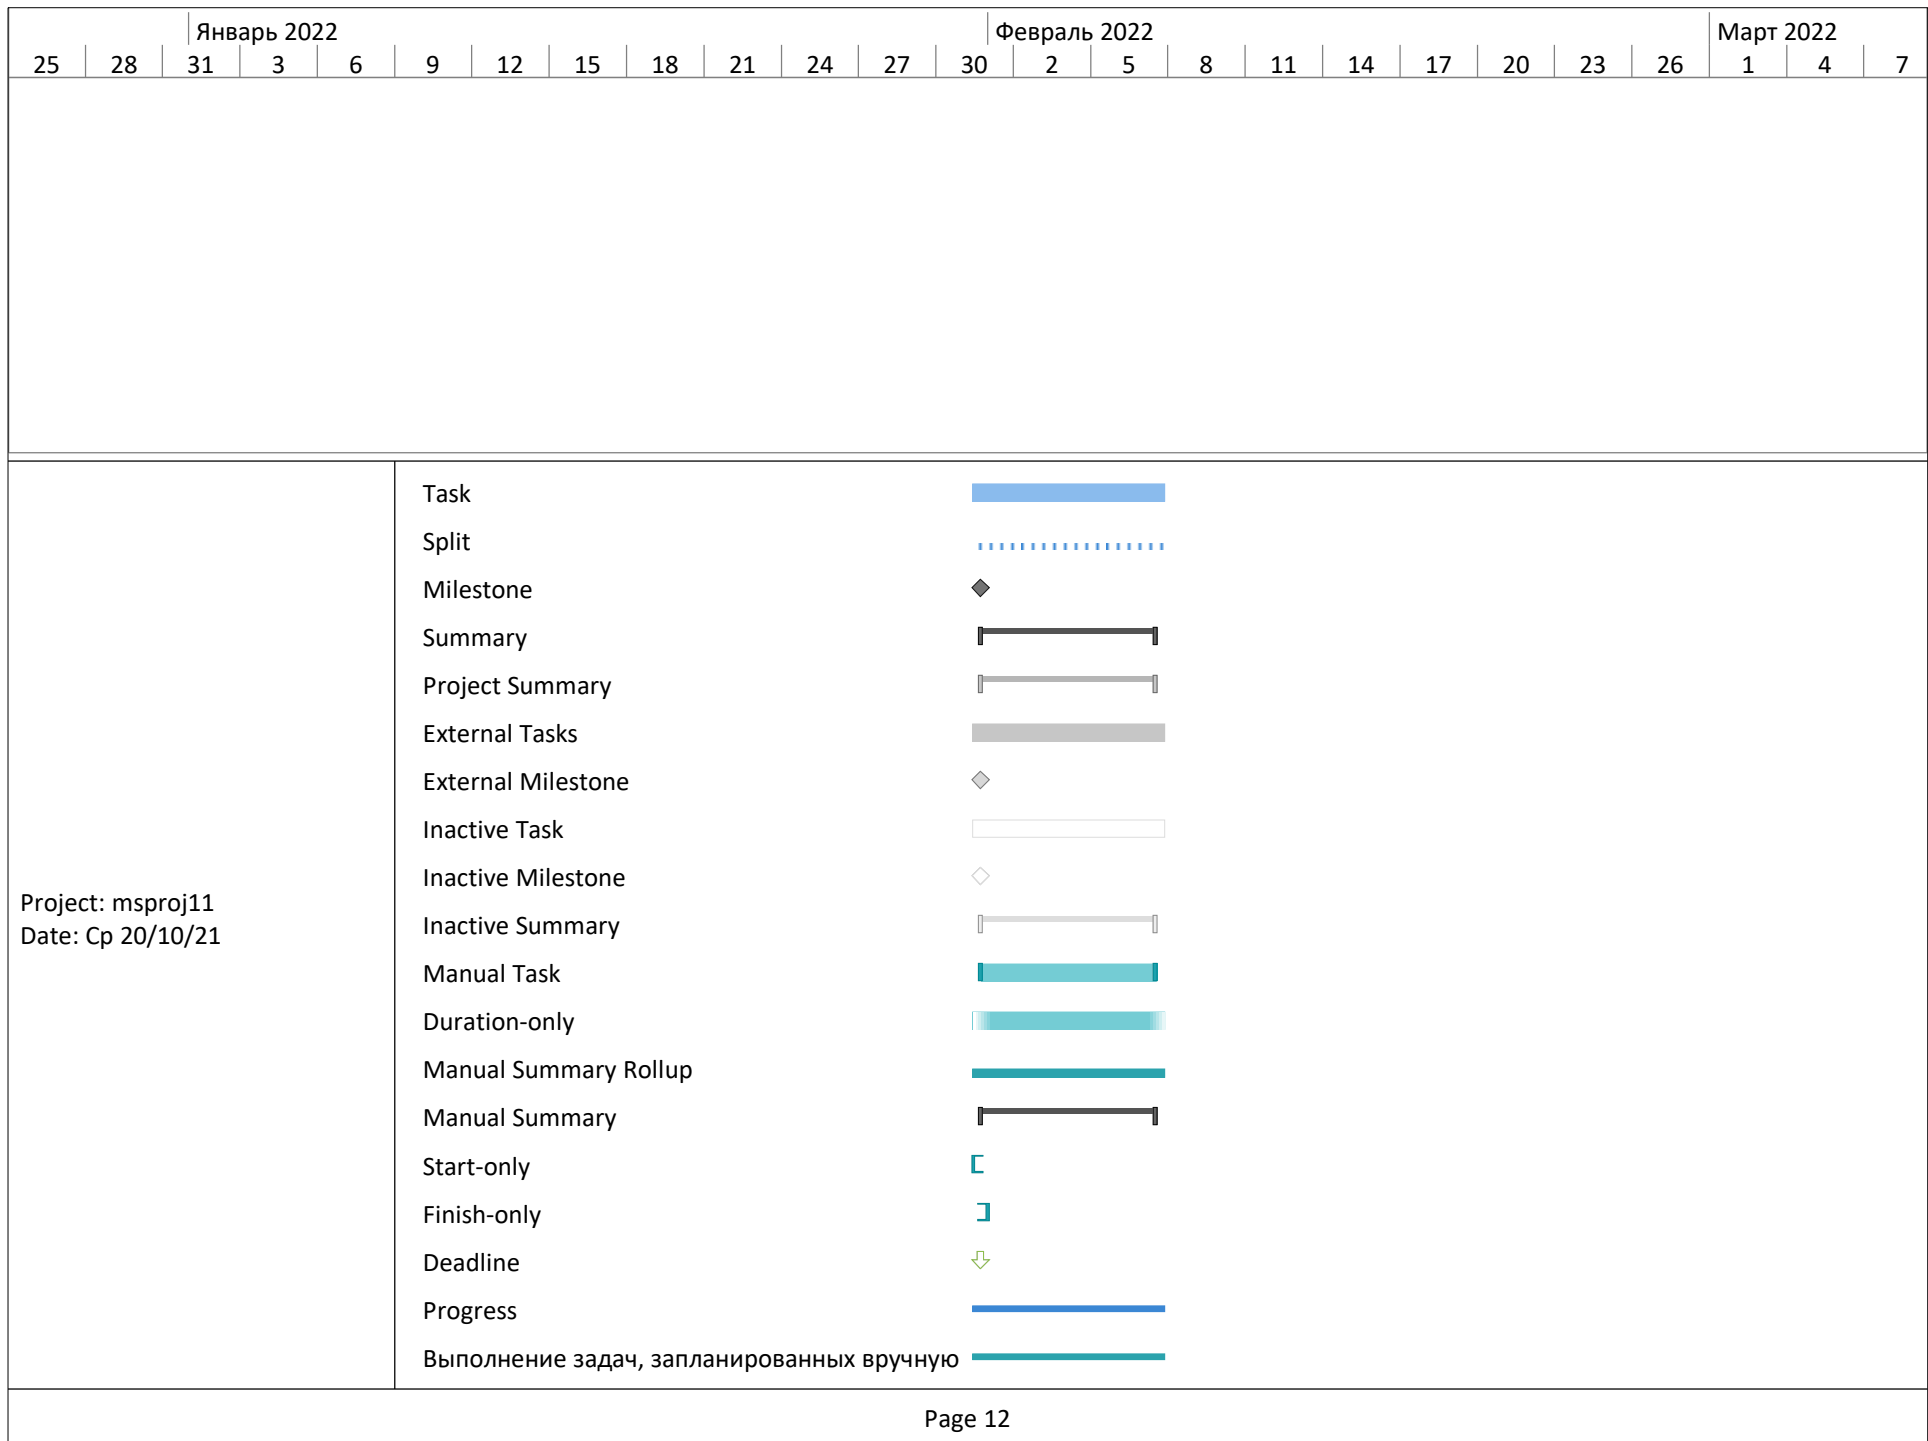 Январь 2022 Февраль 2022 Март 2022
25 28 31 3 6 9 12 15 18 21 24 27 30 2 5 8 11 14 17 20 23 26 1 4 7
Task
Split
Milestone
Summary
Project Summary
External Tasks
External Milestone
Inactive Task
Inactive Milestone
Project: msproj11
Date: Ср 20/10/21
Inactive Summary
Manual Task
Duration-only
Manual Summary Rollup
Manual Summary
Start-only
Finish-only
Deadline
Progress
Выполнение задач, запланированных вручную
Page 12